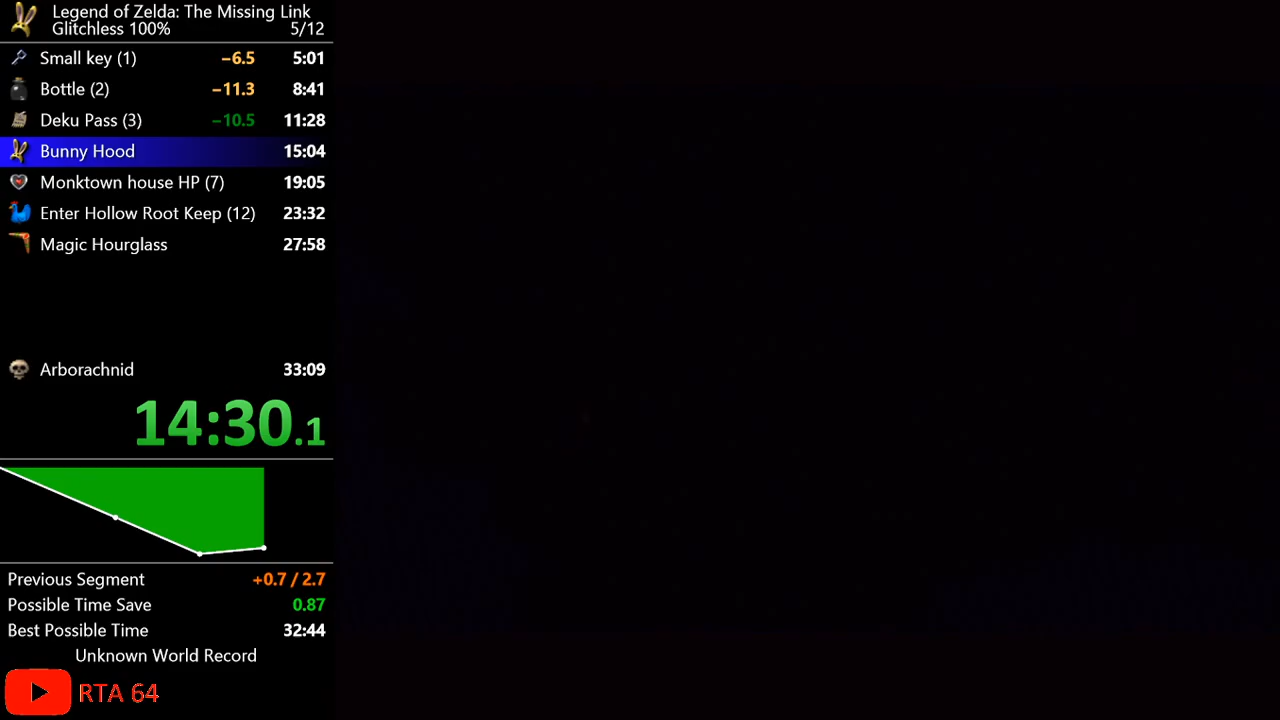 Legend of Zelda: The Missing Link
Glitchless 100% 5/12
Small key (1) −6.5 5:01
Bottle (2) −11.3 8:41
Deku Pass (3) −10.5 11:28
Bunny Hood 15:04
Monktown house HP (7) 19:05
Enter Hollow Root Keep (12) 23:32
Magic Hourglass 27:58
Arborachnid 33:09
14:30.1
Previous Segment +0.7 / 2.7
Possible Time Save 0.87
Best Possible Time 32:44
Unknown World Record
RTA 64